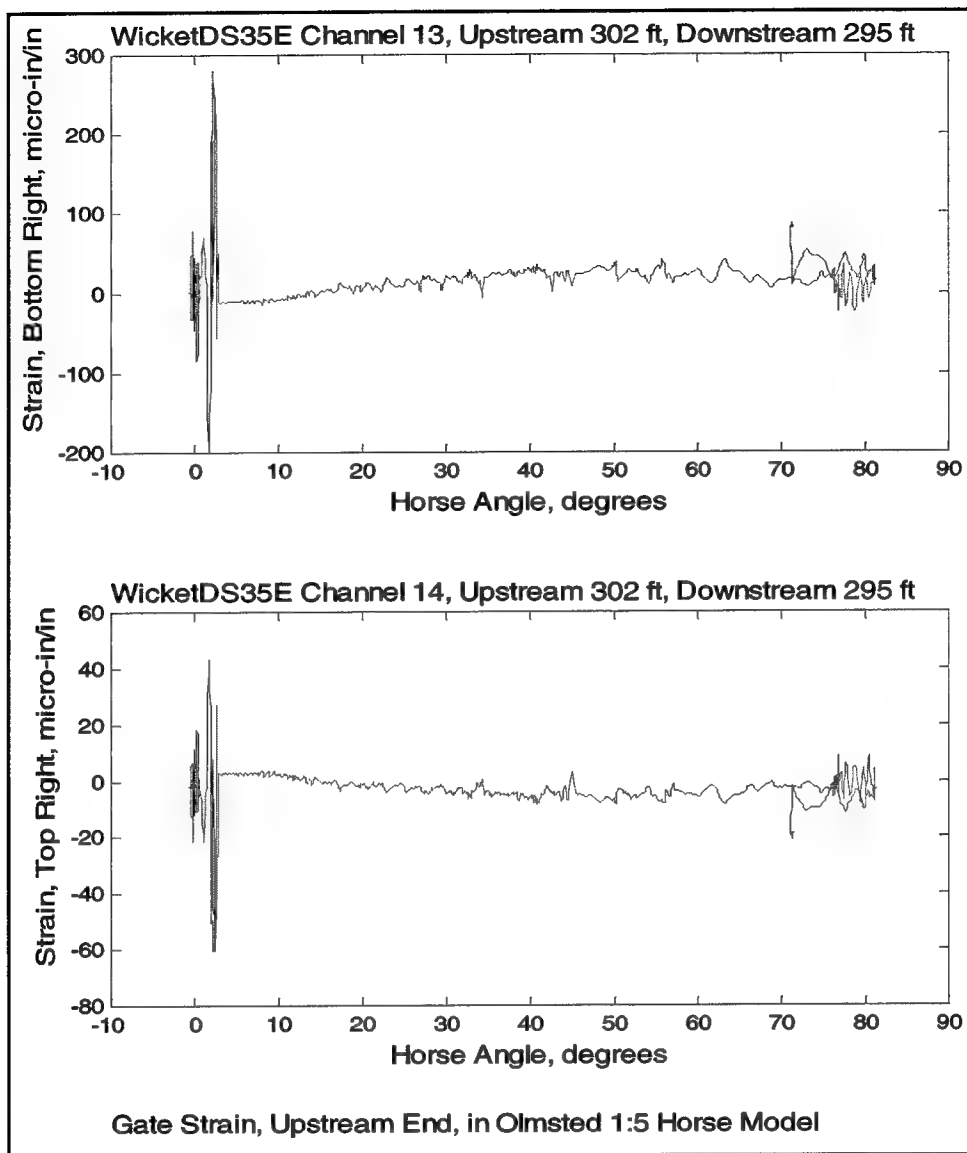 WicketDS35E Channel 13, Upstream 302 ft, Downstream 295 ft
Strain, Bottom Right, micro-in/in
300
200
100
0
-100
-200
-10 0 10 20 30 40 50 60 70 80 90
Horse Angle, degrees
WicketDS35E Channel 14, Upstream 302 ft, Downstream 295 ft
Strain, Top Right, micro-in/in
60
40
20
0
-20
-40
-60
-80
-10 0 10 20 30 40 50 60 70 80 90
Horse Angle, degrees
Gate Strain, Upstream End, in Olmsted 1:5 Horse Model